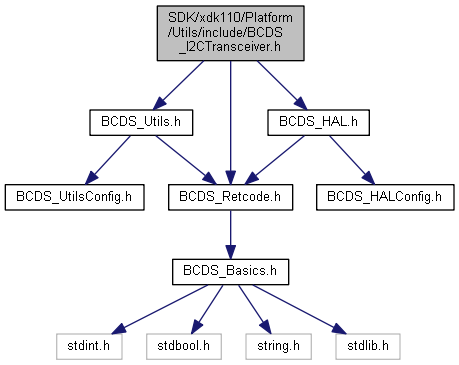 SDK/xdk110/Platform
/Utils/include/BCDS
_I2CTransceiver.h
BCDS_Utils.h
BCDS_HAL.h
BCDS_UtilsConfig.h
BCDS_Retcode.h
BCDS_HALConfig.h
BCDS_Basics.h
stdint.h
stdbool.h
string.h
stdlib.h